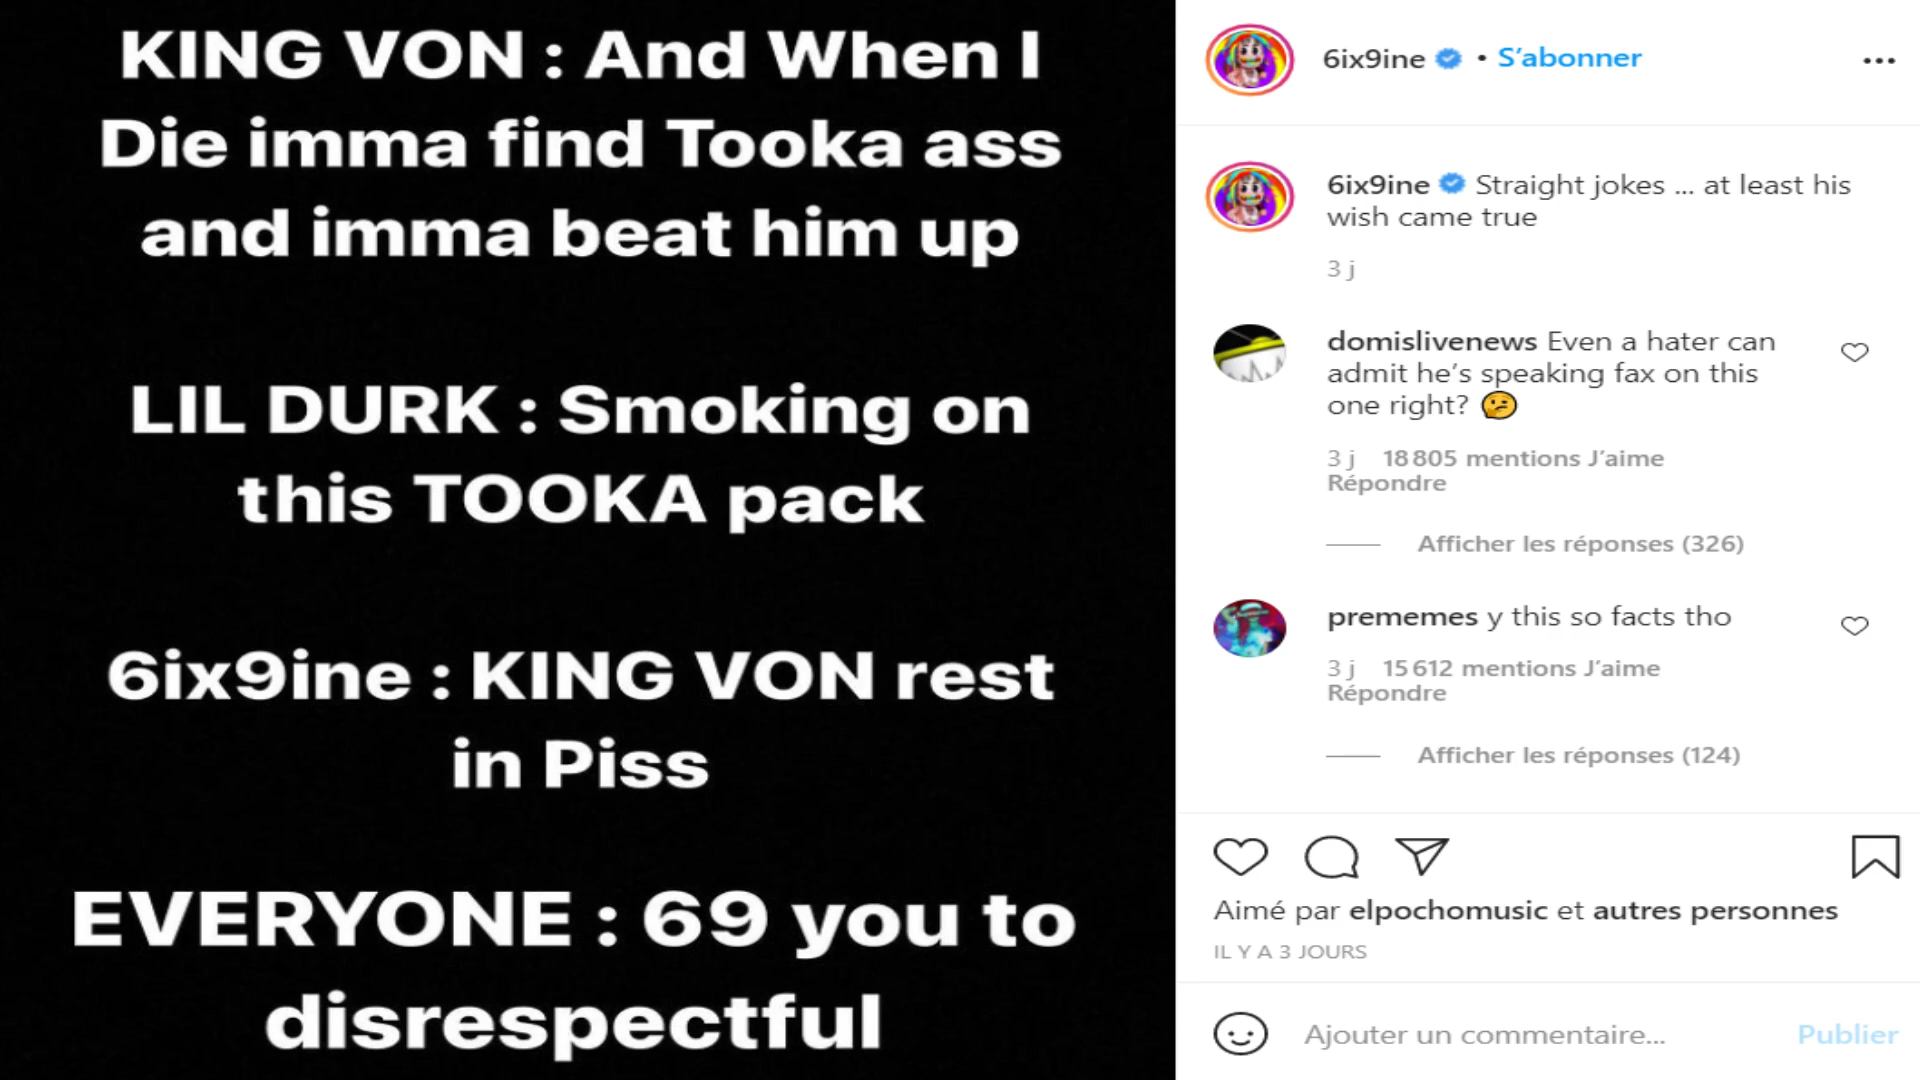 KING VON : And When I
Die imma find Tooka ass
and imma beat him up
LIL DURK : Smoking on
this TOOKA pack
6ix9ine : KING VON rest
in Piss
EVERYONE : 69 you to
disrespectful
6ix9ine • S'abonner
6ix9ine Straight jokes ... at least his
wish came true
3 j
domislivenews Even a hater can
admit he's speaking fax on this
one right? 🤔
3 j 18 805 mentions J'aime
Répondre
Afficher les réponses (326)
prememes y this so facts tho
3 j 15 612 mentions J'aime
Répondre
Afficher les réponses (124)
Aimé par elpochomusic et autres personnes
IL Y A 3 JOURS
Ajouter un commentaire... Publier